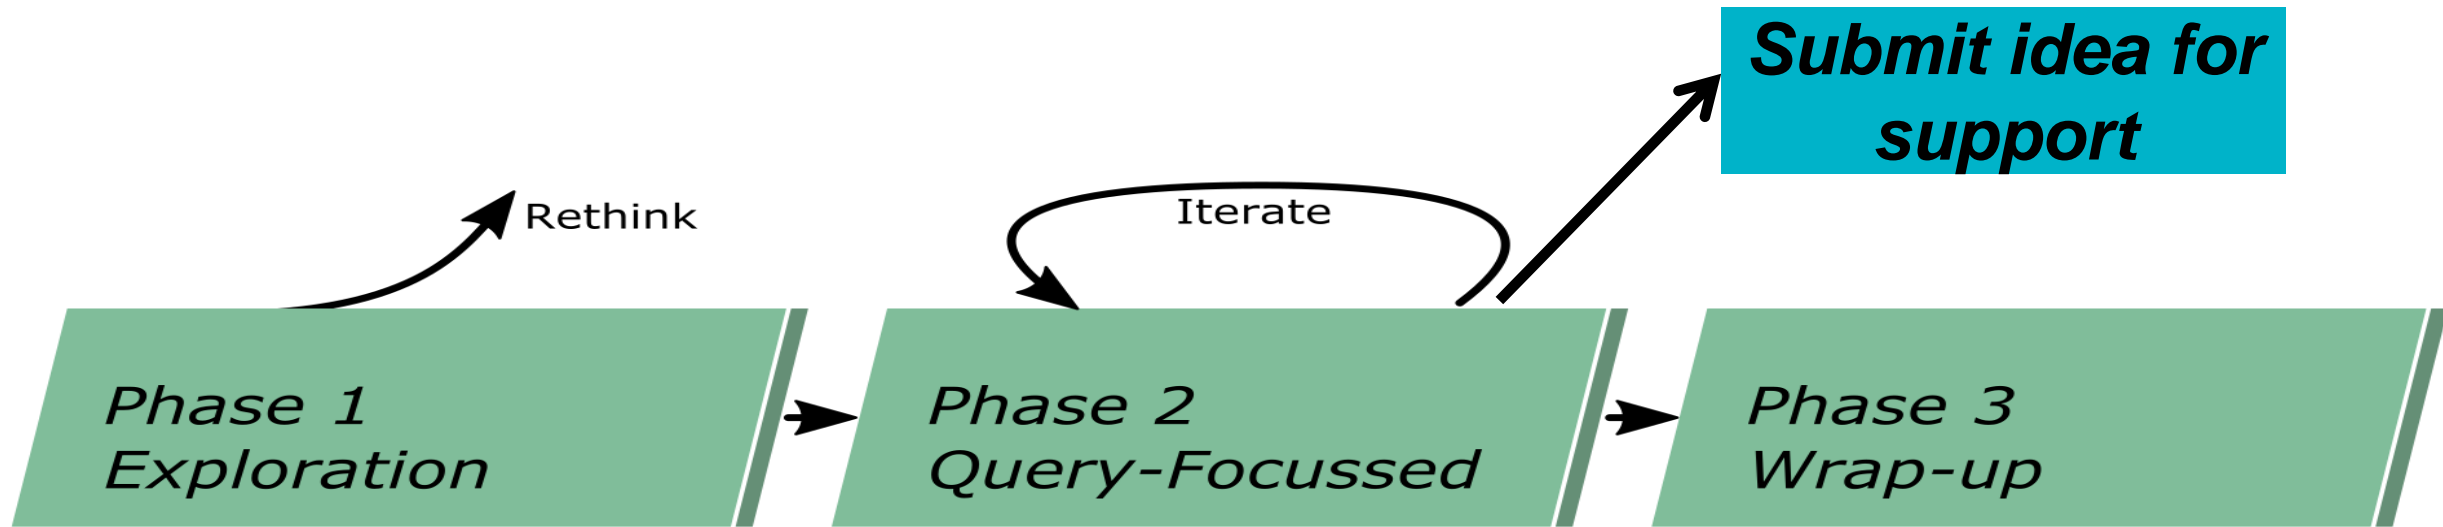 Submit idea for
support
Rethink
Iterate
Phase 1
Exploration
Phase 2
Query-Focussed
Phase 3
Wrap-up